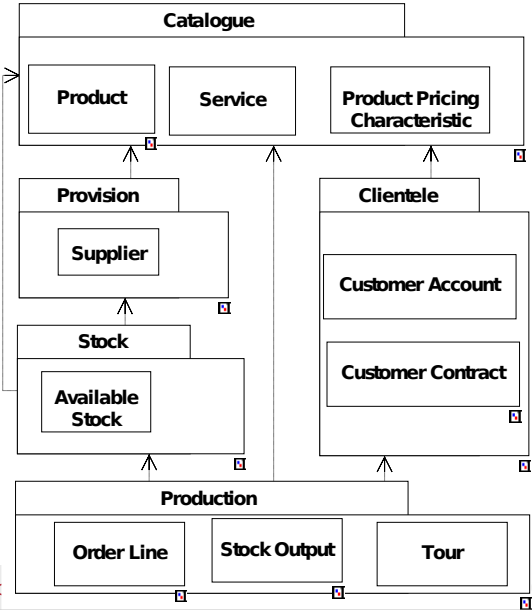 Catalogue
Product
Service
Product Pricing
Characteristic
Provision
Supplier
Clientele
Customer Account
Customer Contract
Stock
Available
Stock
Production
Order Line
Stock Output
Tour